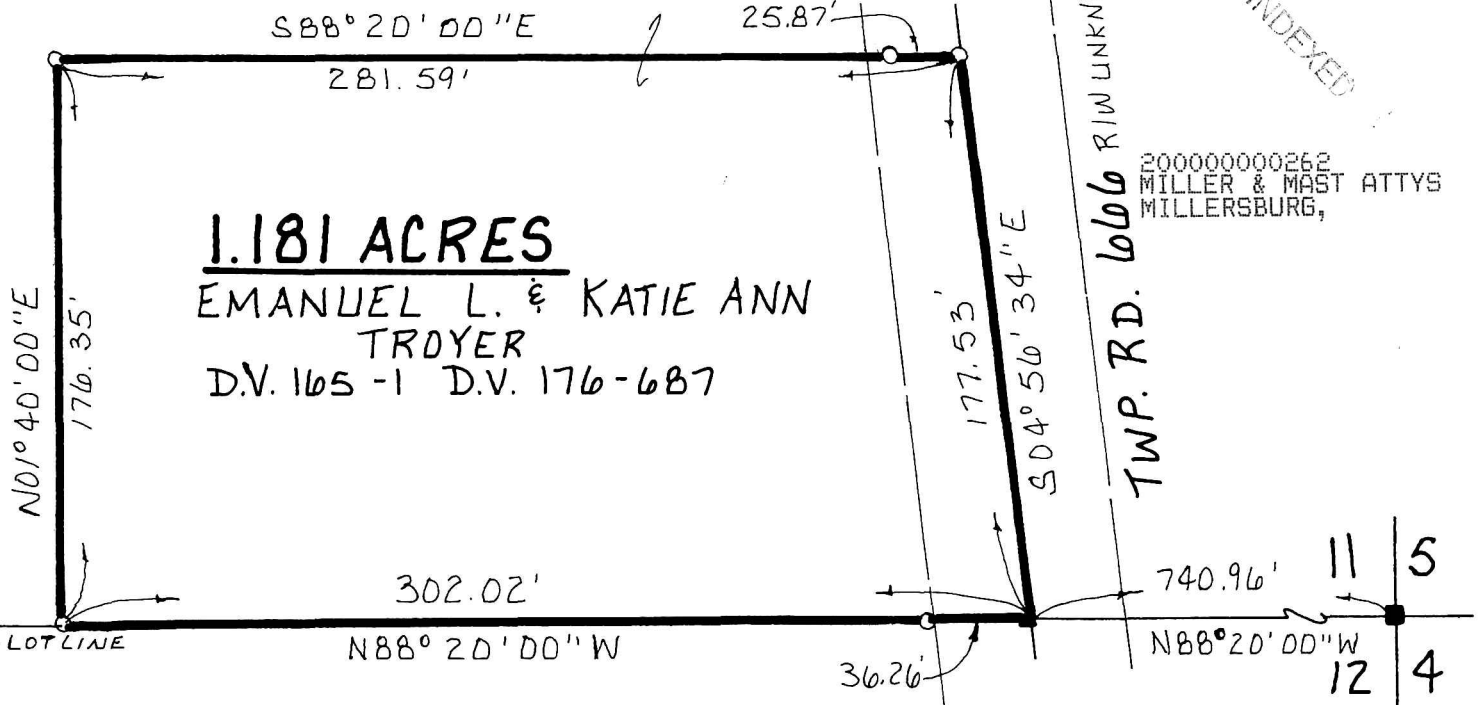 S88°20'00"E
25.87'
281.59'
INDEXED
TWP. RD. 606 R/W UNKN
200000000262
MILLER & MAST ATTYS
MILLERSBURG,
1.181 ACRES
EMANUEL L. & KATIE ANN
TROYER
D.V. 165-1 D.V. 176-687
N01°40'00"E
176.35'
177.53'
S04°56'34"E
302.02'
740.96'
11 5
LOT LINE
N88°20'00"W
N88°20'00"W
36.26'
12 4